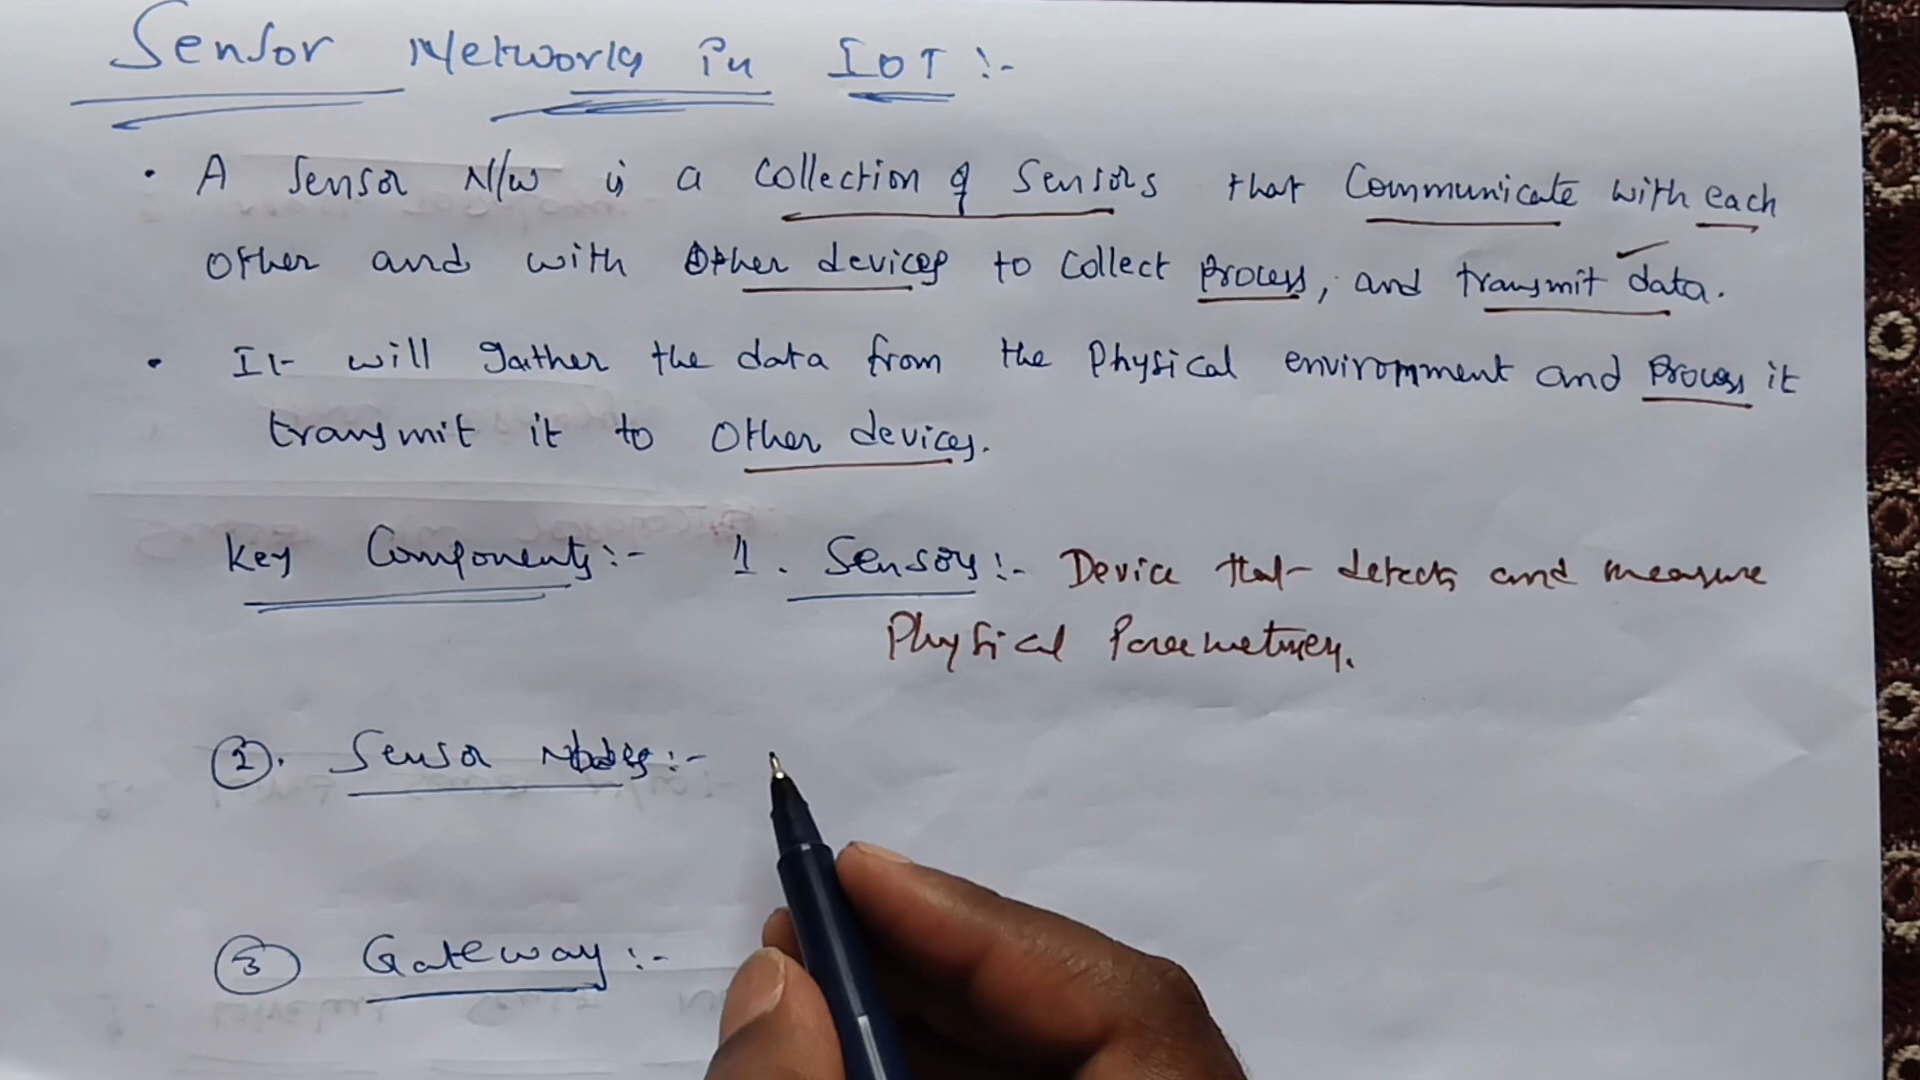 Sensor Networks in IOT :-
• A Sensor N/w is a Collection of Sensors that Communicate with each
other and with Other devices to Collect Process, and transmit data.
• It will gather the data from the Physical enviromnment and Process it
transmit it to Other devices.
Key Components :- 1. Sensors :- Device that detects and measure
Physical Parameters.
2. Sensor Nodes :-
3 Gateway :-